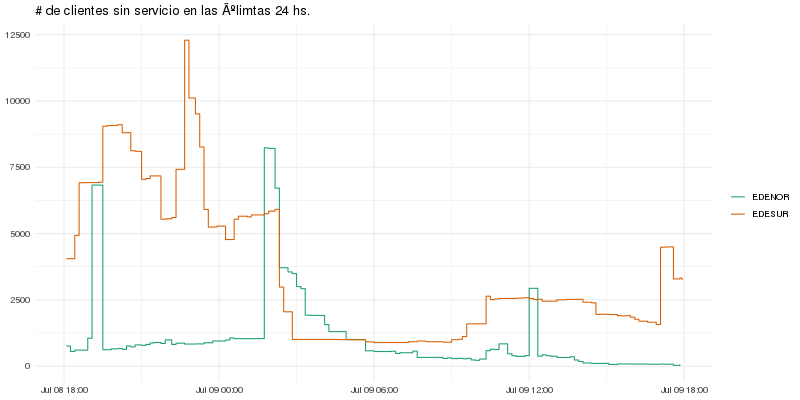 # de clientes sin servicio en las Ãºlimtas 24 hs.
12500
10000
7500
5000
2500
0
Jul 08 18:00
Jul 09 00:00
Jul 09 06:00
Jul 09 12:00
Jul 09 18:00
EDENOR
EDESUR